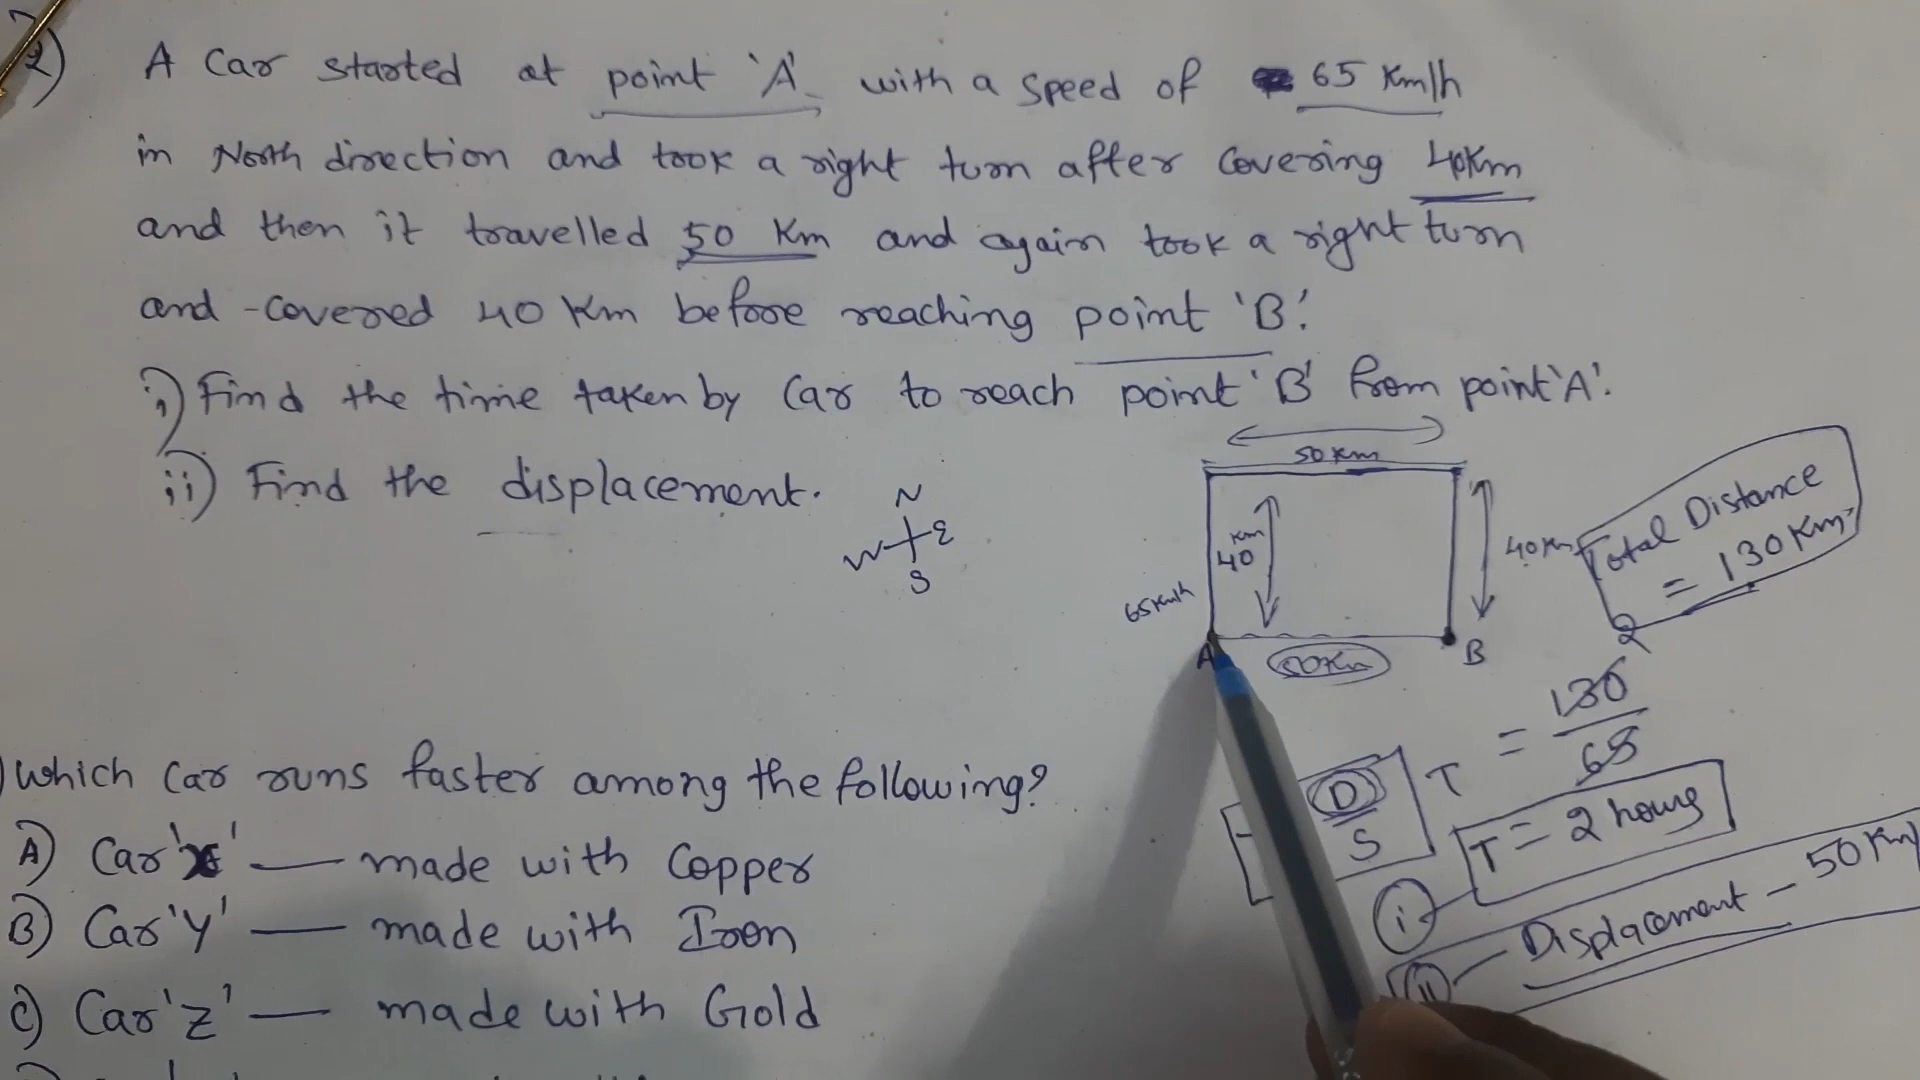 2)
A Car started at point 'A' with a speed of 65 Km/h
in North direction and took a right turn after covering 40Km
and then it travelled 50 Km and again took a right turn
and covered 40 Km before reaching point 'B'.
i) Find the time taken by Car to reach point 'B' from point 'A'.
ii) Find the displacement.
N
W E
S
50 Km
40 Km
40 Km
65 Km/h
A
50Km
B
Total Distance
= 130 Km
D
S
T = 130
65
2
T = 2 hours
i
ii Displacement - 50 Km
Which Car runs faster among the following?
A) Car 'X' — made with Copper
B) Car 'Y' — made with Iron
C) Car 'Z' — made with Gold